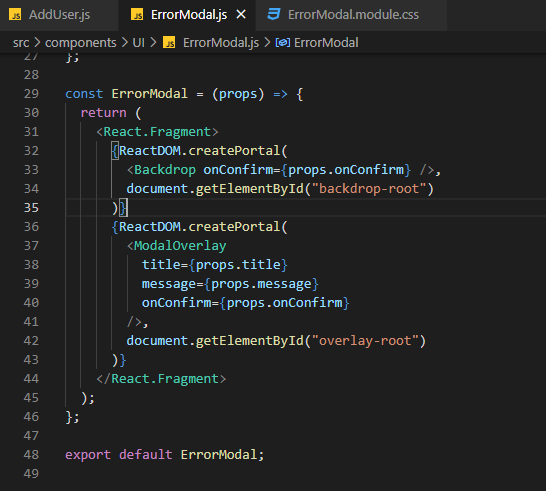 AddUser.js
ErrorModal.js
ErrorModal.module.css
src > components > UI > ErrorModal.js > ErrorModal
27 };
28
29 const ErrorModal = (props) => {
30   return (
31     <React.Fragment>
32       {ReactDOM.createPortal(
33         <Backdrop onConfirm={props.onConfirm} />,
34         document.getElementById("backdrop-root")
35       )}
36       {ReactDOM.createPortal(
37         <ModalOverlay
38           title={props.title}
39           message={props.message}
40           onConfirm={props.onConfirm}
41         />,
42         document.getElementById("overlay-root")
43       )}
44     </React.Fragment>
45   );
46 };
47
48 export default ErrorModal;
49